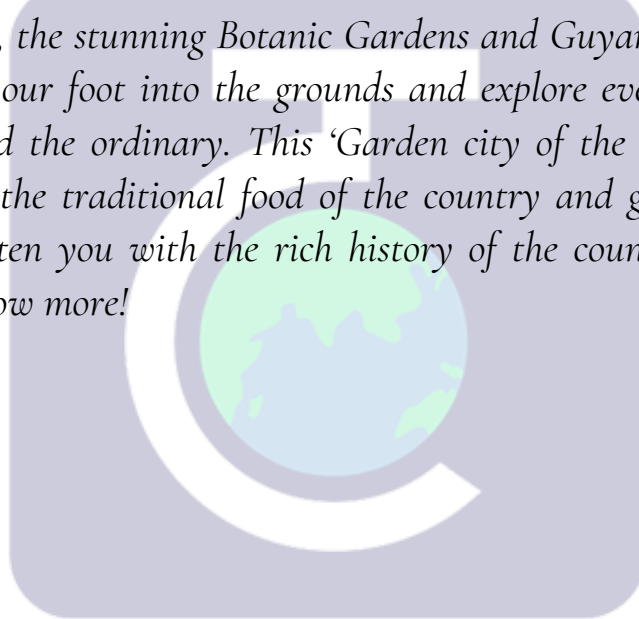 , the stunning Botanic Gardens and Guyan
our foot into the grounds and explore eve
d the ordinary. This ‘Garden city of the
the traditional food of the country and g
ten you with the rich history of the coun
ow more!